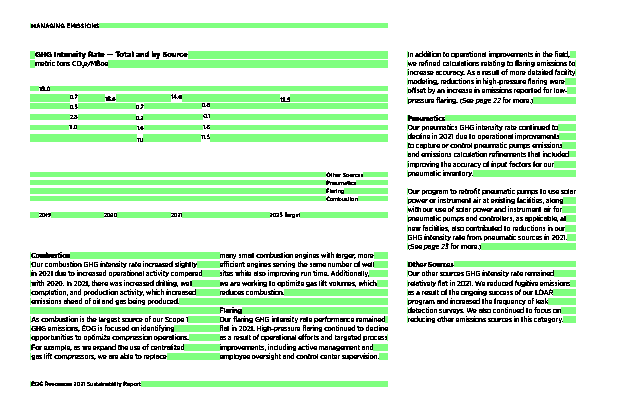 MANAGING EMISSIONS
GHG Intensity Rate — Total and by Source
metric tons CO₂e/MBoe
0.7
14.4
13.5
0.7
0.8
0.5
0.2
0.1
1.0
1.4
1.6
11.5
Other Sources
Pneumatics
Flaring
Combustion
2019 2020 2021 2025 Target
Combustion
Our combustion GHG intensity rate increased slightly
in 2021 due to increased operational activity compared
with 2020. In 2021, there was increased drilling, well
completion, and production activity, which increased
emissions ahead of oil and gas being produced.
As combustion is the largest source of our Scope 1
GHG emissions, EOG is focused on identifying
opportunities to optimize compression operations.
For example, as we expand the use of centralized
gas lift compressors, we are able to replace
many small combustion engines with larger, more
efficient engines serving the same number of well
sites while also improving run time. Additionally,
we are working to optimize gas lift volumes, which
reduces combustion.
Flaring
Our flaring GHG intensity rate performance remained
flat in 2021. High-pressure flaring continued to decline
as a result of operational efforts and targeted process
improvements, including active management and
employee oversight and control center supervision.
In addition to operational improvements in the field,
we refined calculations relating to flaring emissions to
increase accuracy. As a result of more detailed facility
modeling, reductions in high-pressure flaring were
offset by an increase in emissions reported for low-
pressure flaring. (See page 22 for more.)
Pneumatics
Our pneumatics GHG intensity rate continued to
decline in 2021 due to operational improvements
to capture or control pneumatic pumps emissions
and emissions calculation refinements that included
improving the accuracy of input factors for our
pneumatic inventory.
Our program to retrofit pneumatic pumps to use solar
power or instrument air at existing facilities, along
with our use of solar power and instrument air for
pneumatic pumps and controllers, as applicable, at
new facilities, also contributed to reductions in our
GHG intensity rate from pneumatic sources in 2021.
(See page 23 for more.)
Other Sources
Our other sources GHG intensity rate remained
relatively flat in 2021. We reduced fugitive emissions
as a result of the ongoing success of our LDAR
program and increased the frequency of leak
detection surveys. We also continued to focus on
reducing other emissions sources in this category.
EOG Resources 2021 Sustainability Report